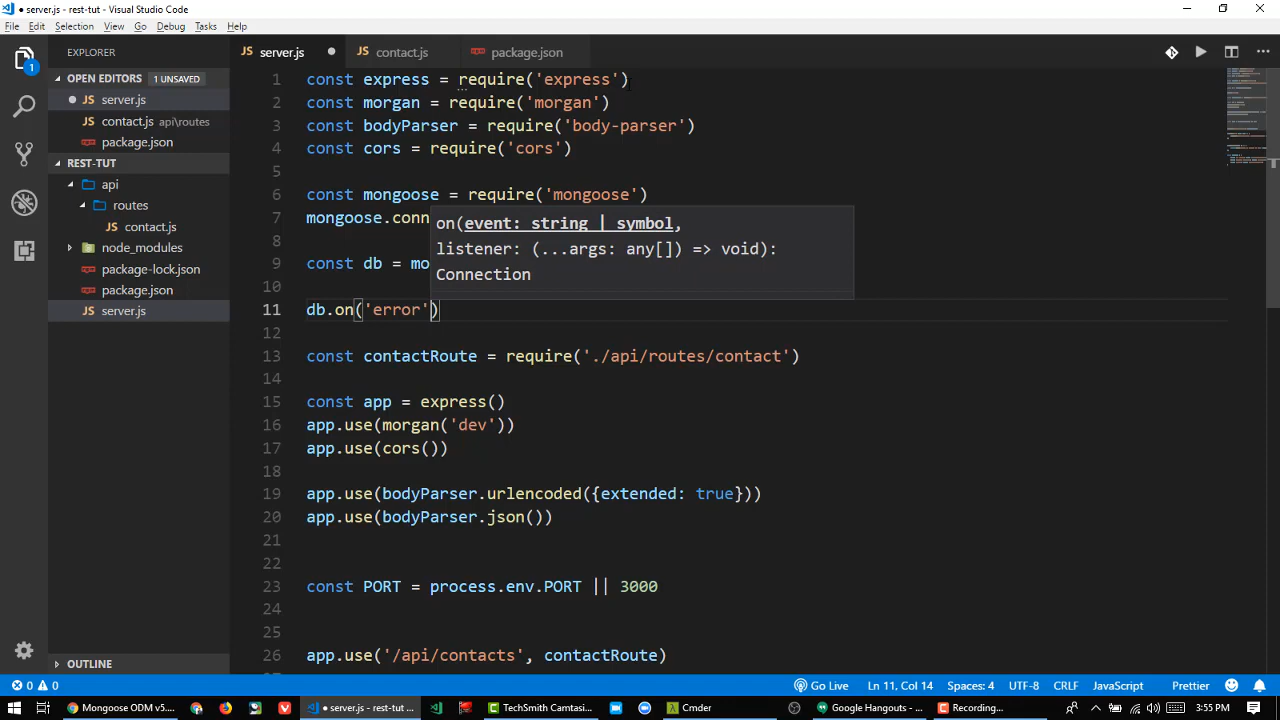 ● server.js - rest-tut - Visual Studio Code
File Edit Selection View Go Debug Tasks Help
EXPLORER
OPEN EDITORS 1 UNSAVED
● JS server.js
JS contact.js api\routes
package.json
REST-TUT
api
routes
JS contact.js
node_modules
package-lock.json
package.json
JS server.js
OUTLINE
1
JS server.js ●
JS contact.js
package.json
1 const express = require('express')
2 const morgan = require('morgan')
3 const bodyParser = require('body-parser')
4 const cors = require('cors')
5
6 const mongoose = require('mongoose')
7 mongoose.conn
8
9 const db = mo
10
11 db.on('error')
12
13 const contactRoute = require('./api/routes/contact')
14
15 const app = express()
16 app.use(morgan('dev'))
17 app.use(cors())
18
19 app.use(bodyParser.urlencoded({extended: true}))
20 app.use(bodyParser.json())
21
22
23 const PORT = process.env.PORT || 3000
24
25
26 app.use('/api/contacts', contactRoute)
on(event: string | symbol,
listener: (...args: any[]) => void):
Connection
0 0
Go Live Ln 11, Col 14 Spaces: 4 UTF-8 CRLF JavaScript Prettier
Mongoose ODM v5....
● server.js - rest-tut ...
TechSmith Camtasi...
Cmder
Google Hangouts - ...
Recording...
3:55 PM